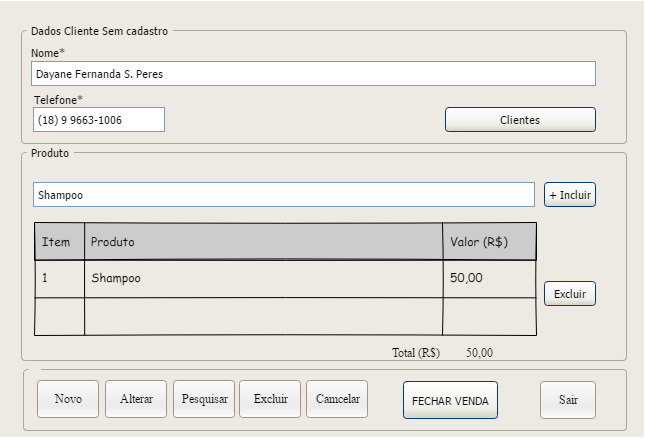 Dados Cliente Sem cadastro
Nome*
Dayane Fernanda S. Peres
Telefone*
(18) 9 9663-1006
Clientes
Produto
Shampoo
+ Incluir
Item Produto Valor (R$)
1 Shampoo 50,00
Excluir
Total (R$) 50,00
Novo Alterar Pesquisar Excluir Camcelar FECHAR VENDA Sair